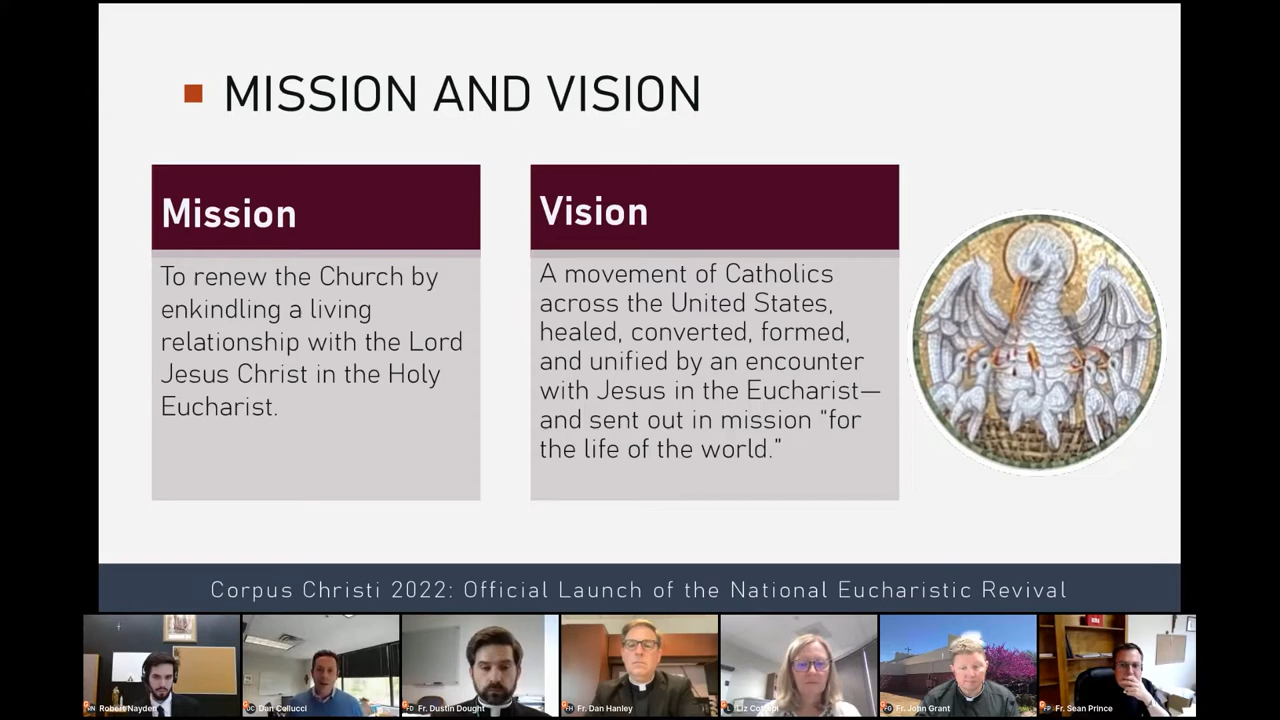 MISSION AND VISION
Mission
To renew the Church by
enkindling a living
relationship with the Lord
Jesus Christ in the Holy
Eucharist.
Vision
A movement of Catholics
across the United States,
healed, converted, formed,
and unified by an encounter
with Jesus in the Eucharist—
and sent out in mission “for
the life of the world.”
Corpus Christi 2022: Official Launch of the National Eucharistic Revival
Robert Nayden
Dan Cellucci
Fr. Dustin Dought
Fr. Dan Hanley
Liz
Fr. John Grant
Fr. Sean Prince